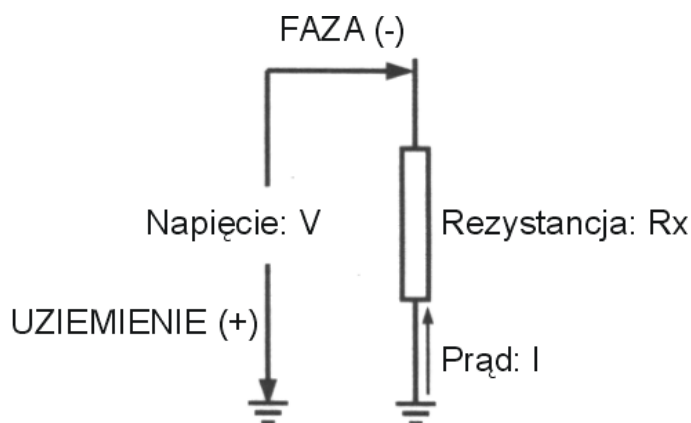 FAZA (-)
Napięcie: V
Rezystancja: Rx
UZIEMIENIE (+)
Prąd: I